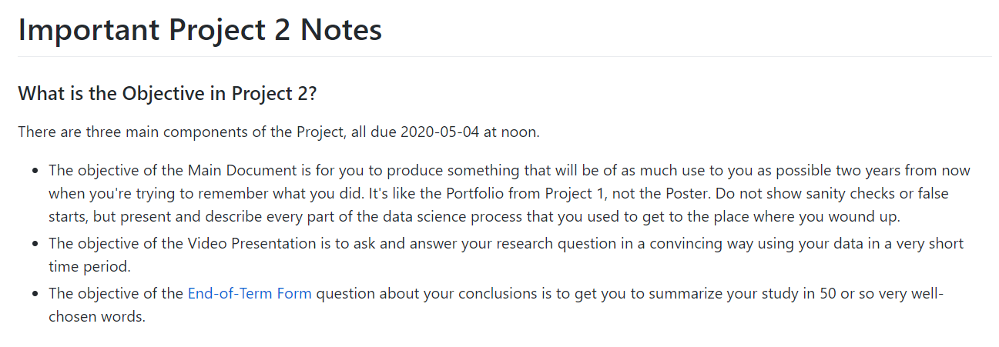 Important Project 2 Notes
What is the Objective in Project 2?
There are three main components of the Project, all due 2020-05-04 at noon.
• The objective of the Main Document is for you to produce something that will be of as much use to you as possible two years from now
when you're trying to remember what you did. It's like the Portfolio from Project 1, not the Poster. Do not show sanity checks or false
starts, but present and describe every part of the data science process that you used to get to the place where you wound up.
• The objective of the Video Presentation is to ask and answer your research question in a convincing way using your data in a very short
time period.
• The objective of the End-of-Term Form question about your conclusions is to get you to summarize your study in 50 or so very well-
chosen words.